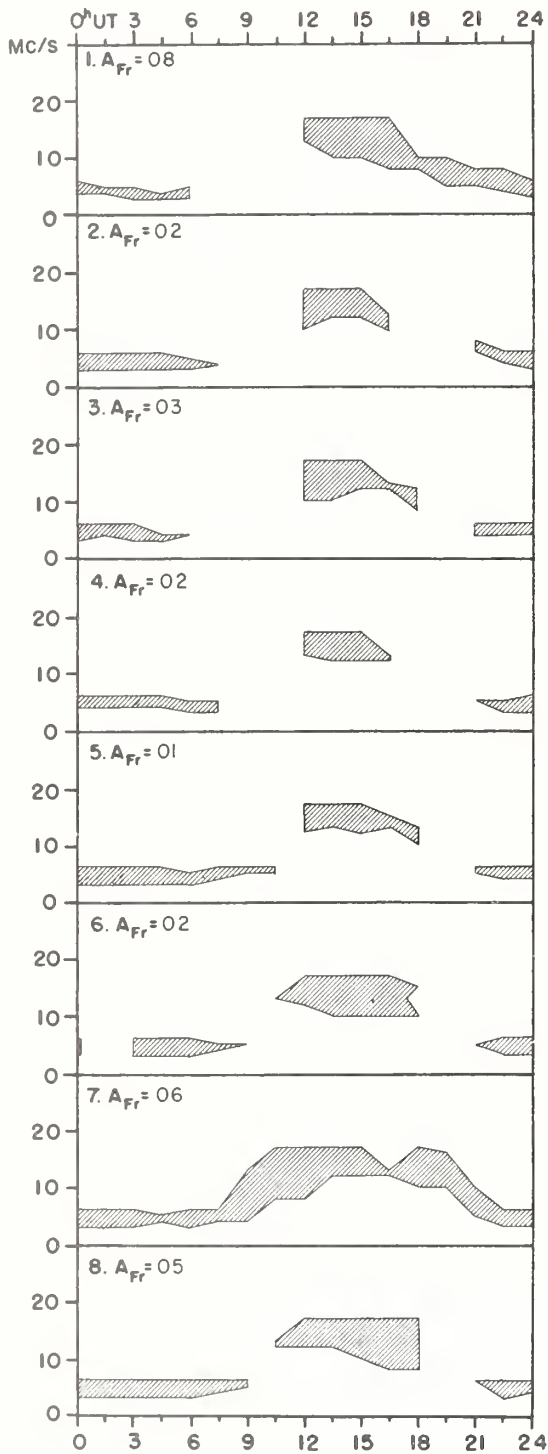 0ʰ UT 3 6 9 12 15 18 21 24
Mc/s
1. A_Fr = 08
20
10
0
2. A_Fr = 02
20
10
0
3. A_Fr = 03
20
10
0
4. A_Fr = 02
20
10
0
5. A_Fr = 01
20
10
0
6. A_Fr = 02
20
10
0
7. A_Fr = 06
20
10
0
8. A_Fr = 05
20
10
0
0 3 6 9 12 15 18 21 24